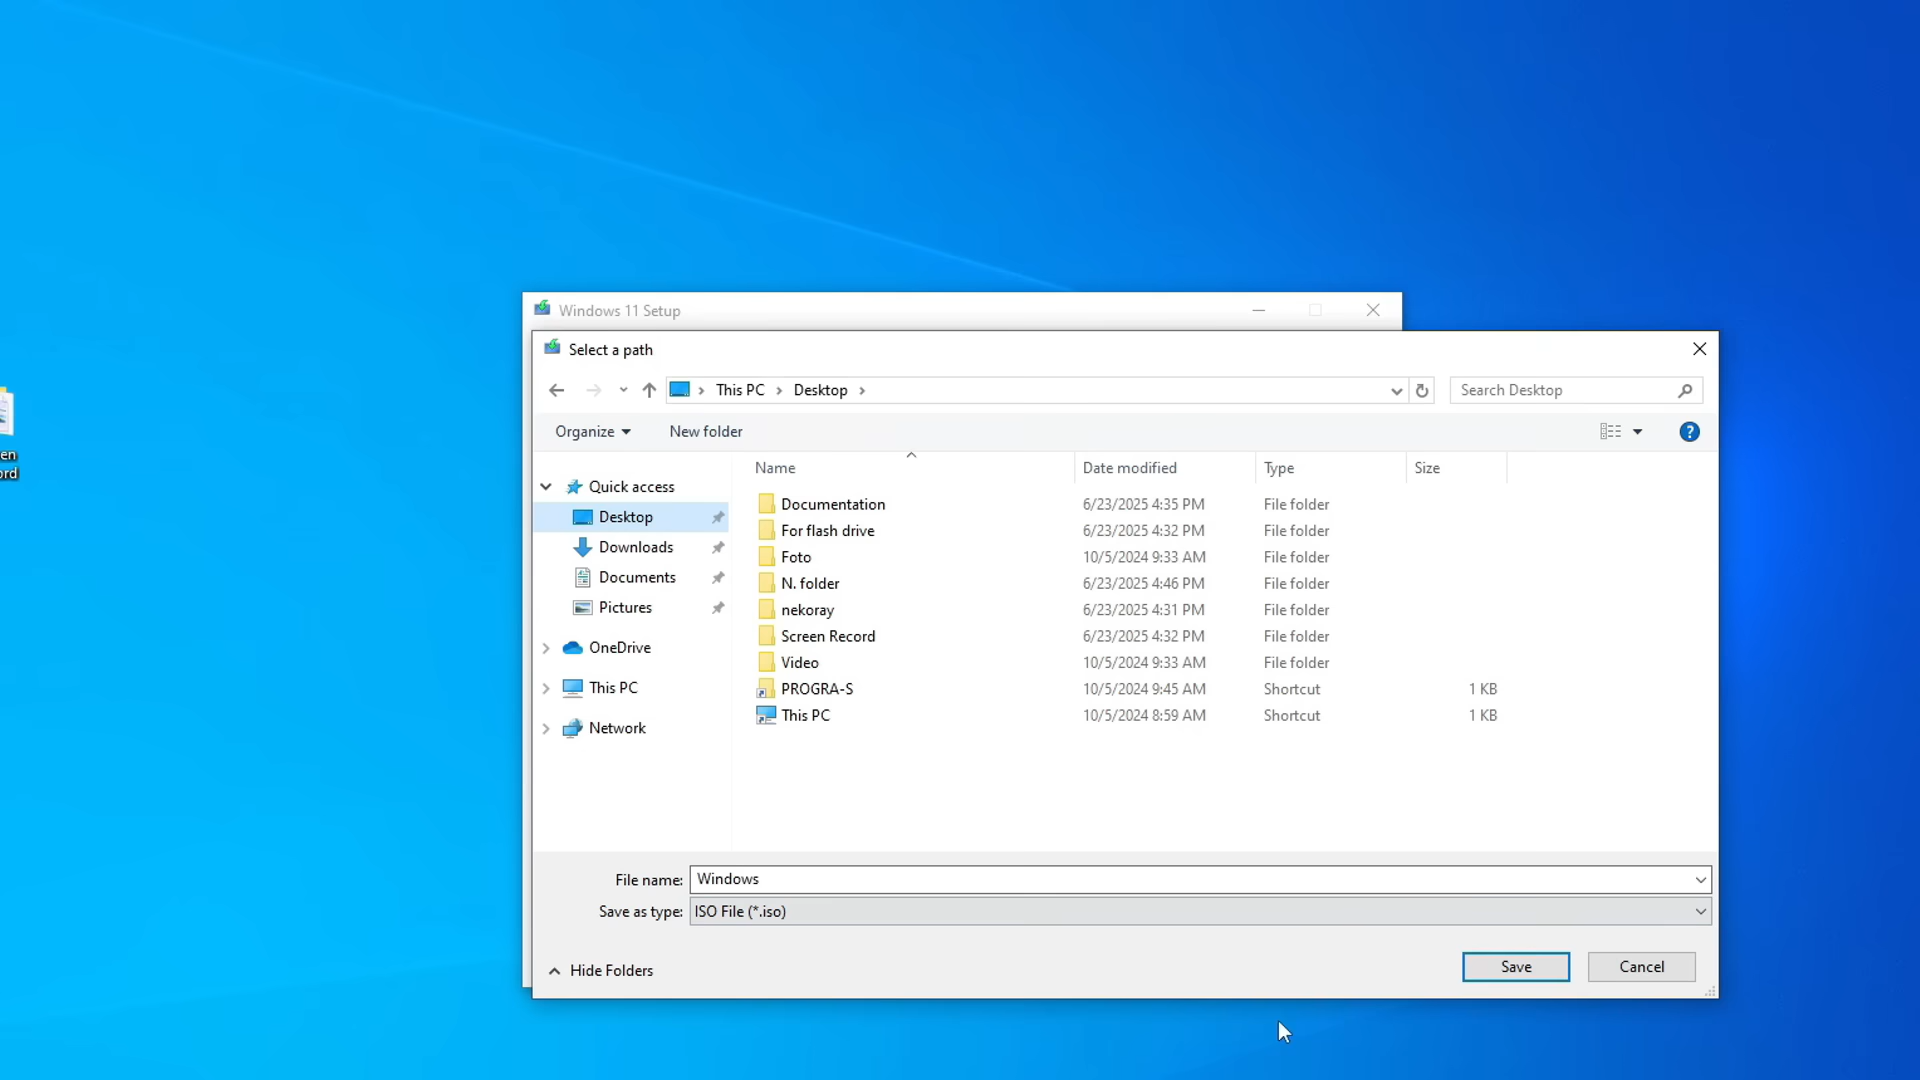 Windows 11 Setup
Select a path
This PC
Desktop
Search Desktop
Organize
New folder
Name
Date modified
Type
Size
Quick access
Desktop
Downloads
Documents
Pictures
OneDrive
This PC
Network
Documentation 6/23/2025 4:35 PM File folder
For flash drive 6/23/2025 4:32 PM File folder
Foto 10/5/2024 9:33 AM File folder
N. folder 6/23/2025 4:46 PM File folder
nekoray 6/23/2025 4:31 PM File folder
Screen Record 6/23/2025 4:32 PM File folder
Video 10/5/2024 9:33 AM File folder
PROGRA-S 10/5/2024 9:45 AM Shortcut 1 KB
This PC 10/5/2024 8:59 AM Shortcut 1 KB
File name: Windows
Save as type: ISO File (*.iso)
Hide Folders
Save
Cancel
en
ord